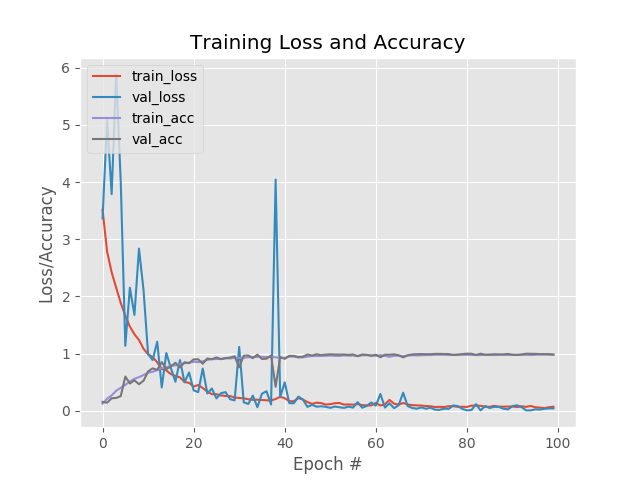 Training Loss and Accuracy
train_loss
val_loss
train_acc
val_acc
6
5
4
3
2
1
0
Loss/Accuracy
0 20 40 60 80 100
Epoch #